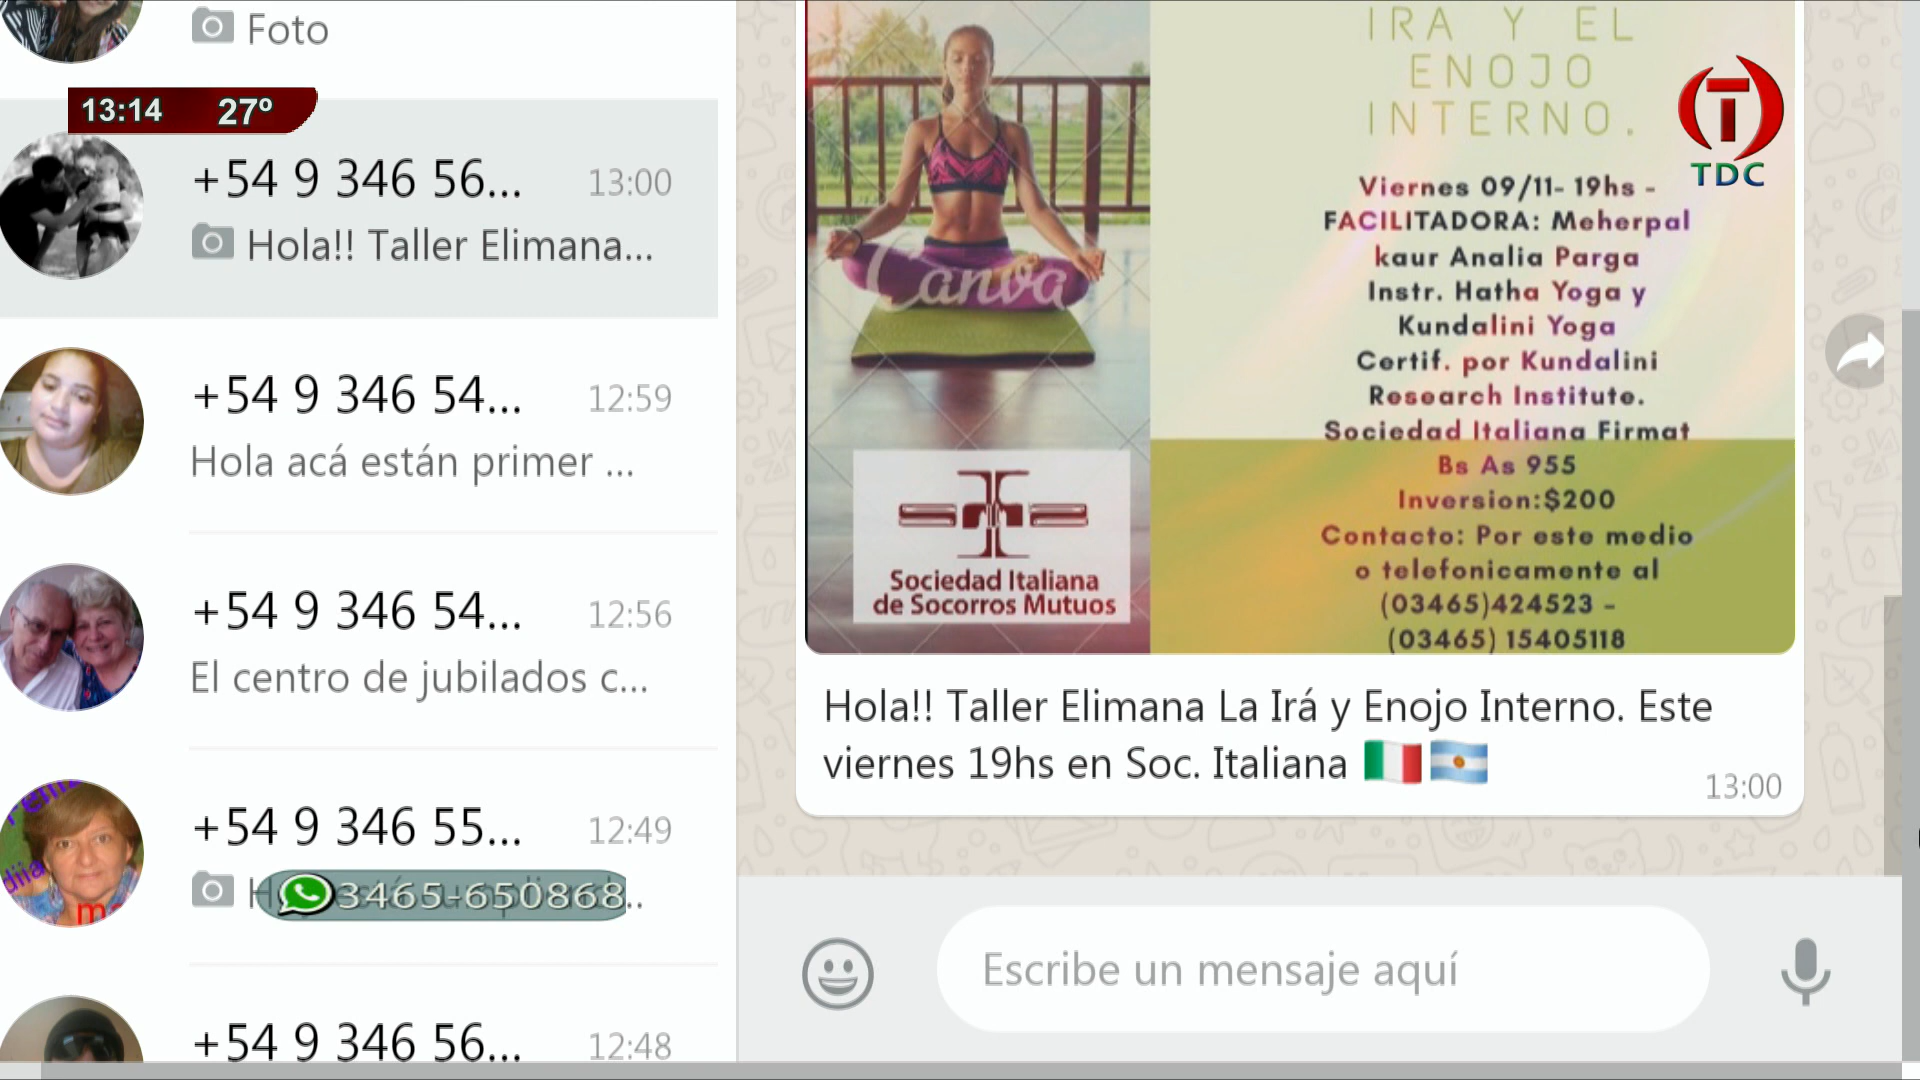 Foto
13:14 27º
+54 9 346 56... 13:00
Hola!! Taller Elimana...
+54 9 346 54... 12:59
Hola acá están primer ...
+54 9 346 54... 12:56
El centro de jubilados c...
+54 9 346 55... 12:49
3465-650868
+54 9 346 56... 12:48
IRA Y EL
ENOJO
INTERNO.
T
TDC
Viernes 09/11- 19hs -
FACILITADORA: Meherpal
kaur Analia Parga
Instr. Hatha Yoga y
Kundalini Yoga
Certif. por Kundalini
Research Institute.
Sociedad Italiana Firmat
Bs As 955
Inversion:$200
Contacto: Por este medio
o telefonicamente al
(03465)424523 -
(03465) 15405118
Canva
Sociedad Italiana
de Socorros Mutuos
Hola!! Taller Elimana La Irá y Enojo Interno. Este
viernes 19hs en Soc. Italiana
13:00
Escribe un mensaje aquí